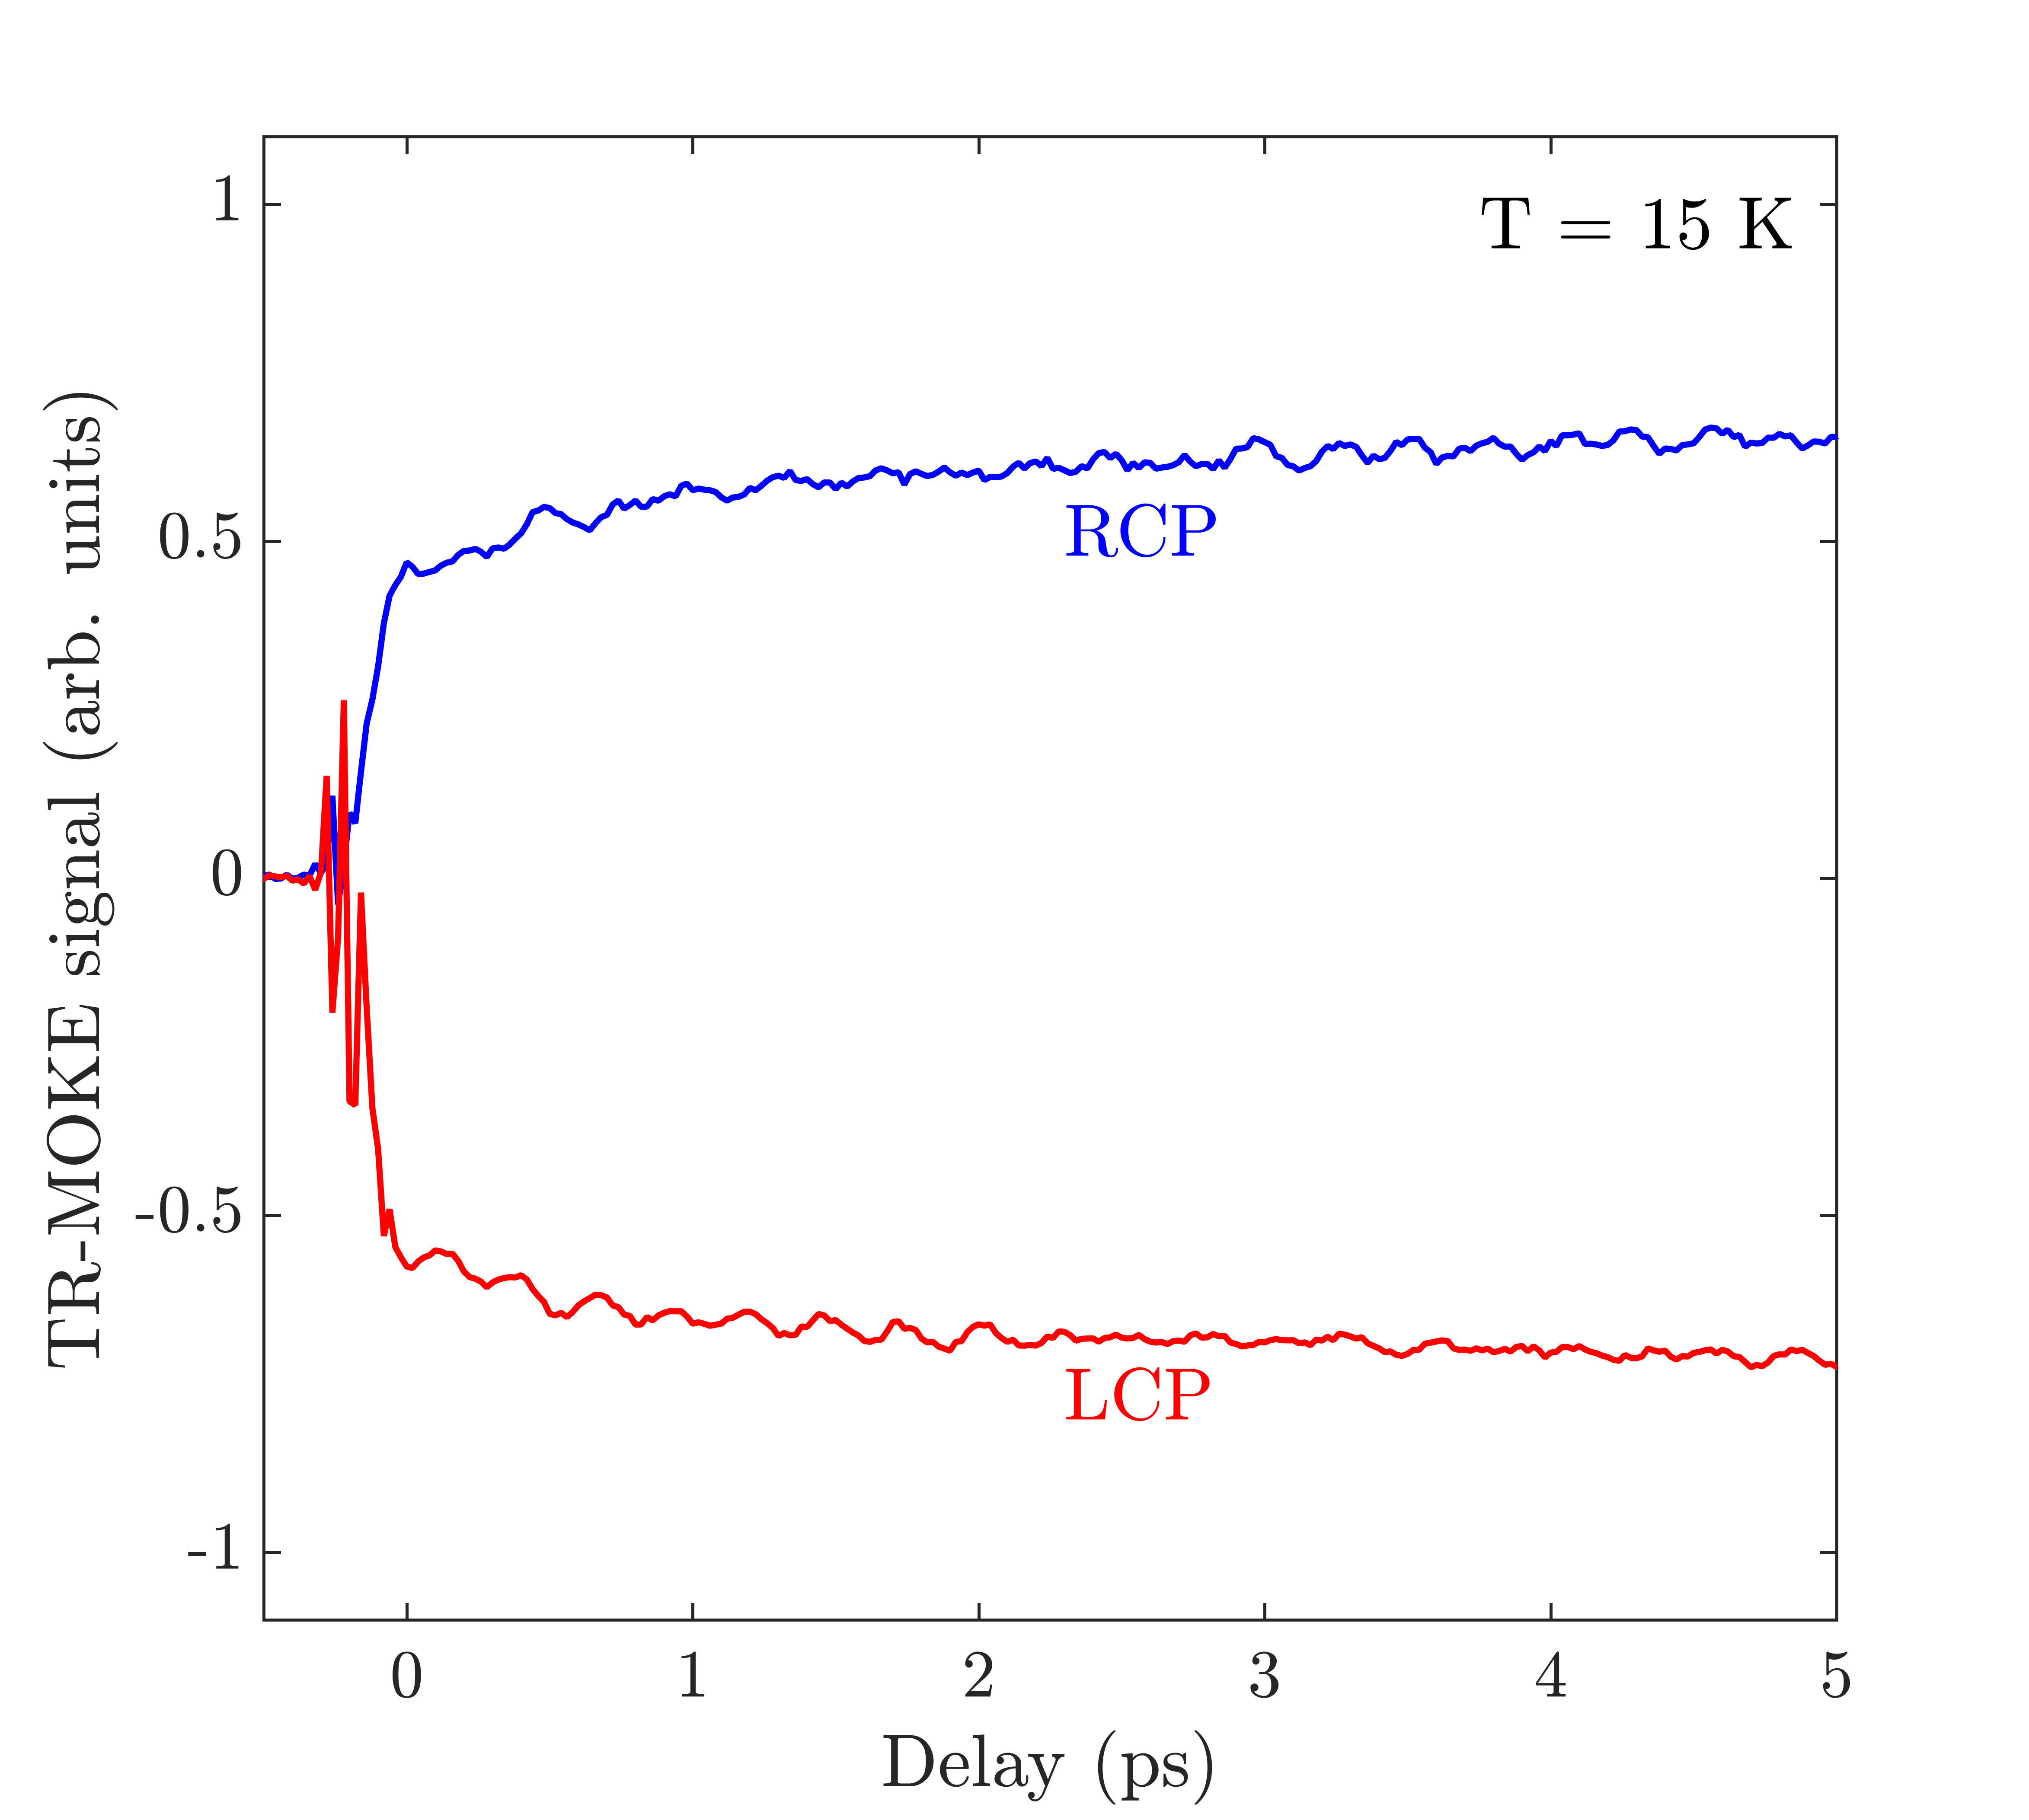 T = 15 K
1
0.5
0
-0.5
-1
TR-MOKE signal (arb. units)
RCP
LCP
0 1 2 3 4 5
Delay (ps)